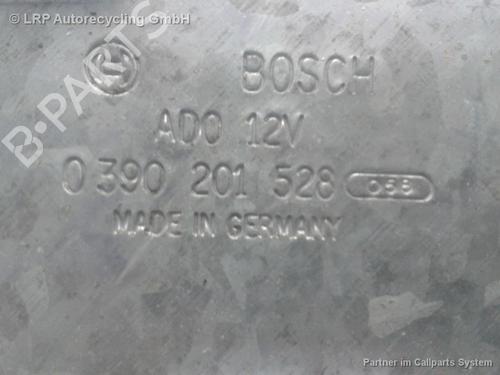 © LRP Autorecycling GmbH
B-PARTS
BOSCH
ADO 12V
0 390 201 528 058
MADE IN GERMANY
Partner im Callparts System